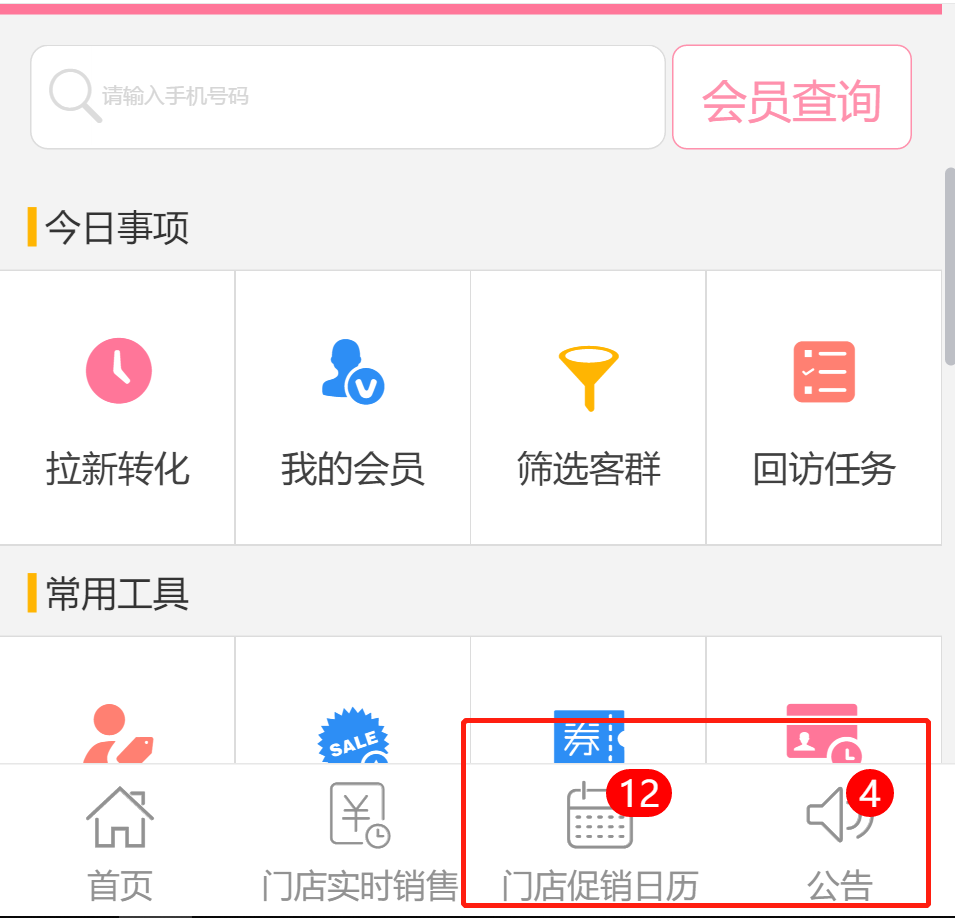 请输入手机号码 会员查询
今日事项
拉新转化 我的会员 筛选客群 回访任务
常用工具
SALE 券
12 4
首页 门店实时销售 门店促销日历 公告